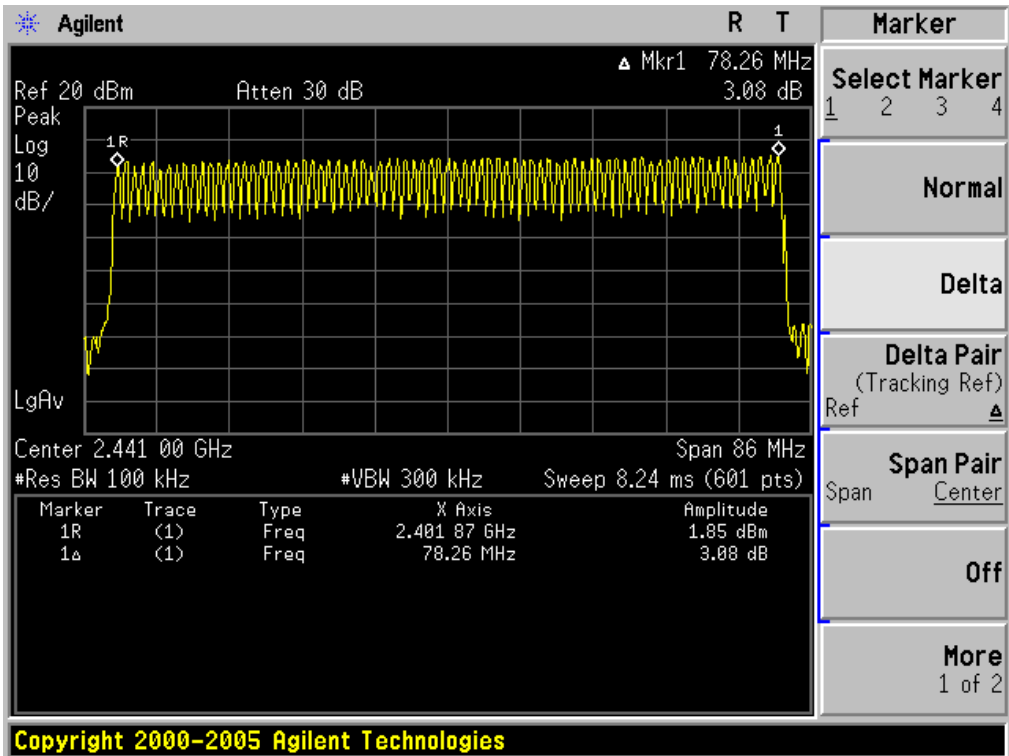 Agilent R T
Δ Mkr1 78.26 MHz
Ref 20 dBm Atten 30 dB 3.08 dB
Peak
Log
10
dB/
1R
1
LgAv
Center 2.441 00 GHz Span 86 MHz
#Res BW 100 kHz #VBW 300 kHz Sweep 8.24 ms (601 pts)
Marker Trace Type X Axis Amplitude
1R (1) Freq 2.401 87 GHz 1.85 dBm
1Δ (1) Freq 78.26 MHz 3.08 dB
Marker
Select Marker
1 2 3 4
Normal
Delta
Delta Pair
(Tracking Ref)
Ref Δ
Span Pair
Span Center
Off
More
1 of 2
Copyright 2000-2005 Agilent Technologies